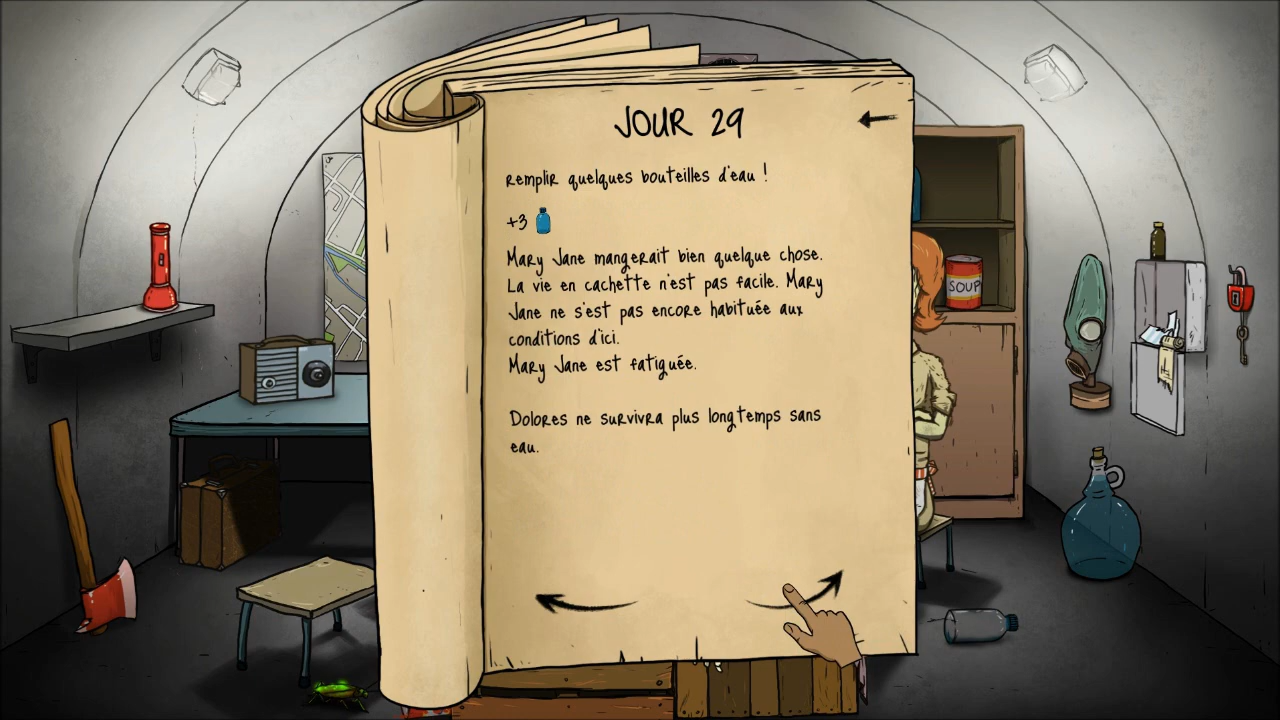 JOUR 29
remplir quelques bouteilles d'eau !
+3
Mary Jane mangerait bien quelque chose.
La vie en cachette n'est pas facile. Mary
Jane ne s'est pas encore habituée aux
conditions d'ici.
Mary Jane est fatiguée.
Dolores ne survivra plus longtemps sans
eau.
SOUP